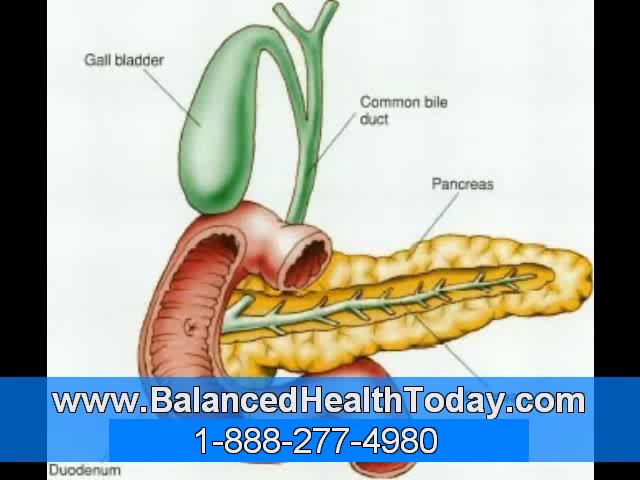 Gall bladder
Common bile
duct
Pancreas
www.BalancedHealthToday.com
1-888-277-4980
Duodenum